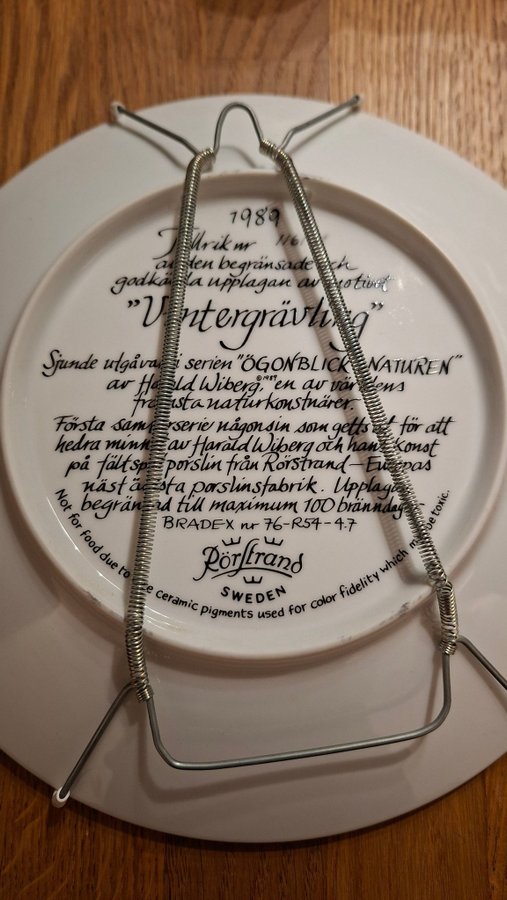 1989
Tallrik nr
av den begränsade och
godkända upplagan av motivet
"Vintergrävling"
Sjunde utgåvan i serien "ÖGONBLICK I NATUREN"
av Harald Wiberg, ©1989 en av världens
främsta naturkonstnärer.
Första samlarserie någonsin som getts ut för att
hedra minnet av Harald Wiberg och hans konst
på fältspatporslin från Rörstrand – Europas
näst äldsta porslinsfabrik. Upplagan
begränsad till maximum 100 bränndagar.
BRADEX nr 76-R54-4.7
Rörstrand
SWEDEN
Not for food due to the ceramic pigments used for color fidelity which may be toxic.